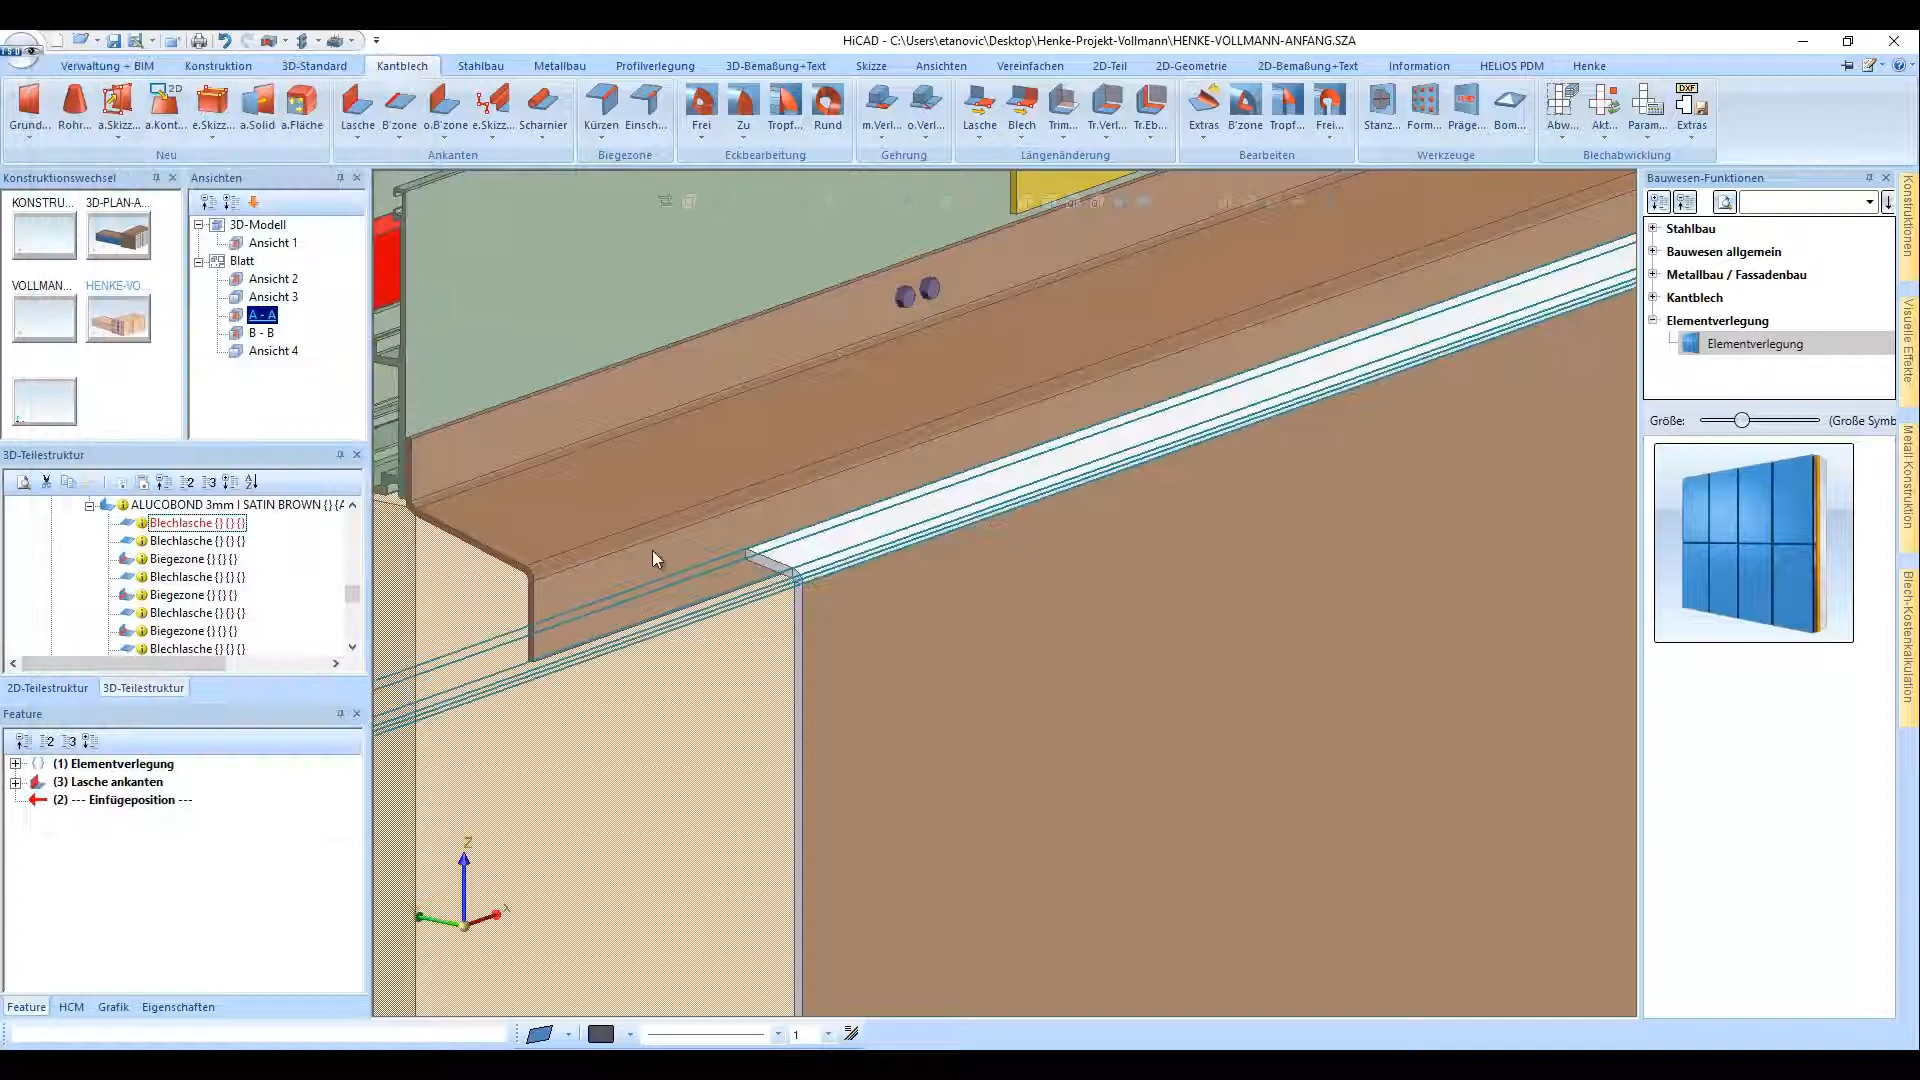 HiCAD - C:\Users\etanovic\Desktop\Henke-Projekt-Vollmann\HENKE-VOLLMANN-ANFANG.SZA
Verwaltung + BIM Konstruktion 3D-Standard Kantblech Stahlbau Metallbau Profilverlegung 3D-Bemaßung+Text Skizze Ansichten Vereinfachen 2D-Teil 2D-Geometrie 2D-Bemaßung+Text Information HELiOS PDM Henke
Grund... Rohr... a.Skizz... a.Kont... e.Skizz... a.Solid a.Fläche Lasche B'zone o.B'zone e.Skizz... Scharnier Kürzen Einsch... Frei Zu Tropf... Rund m.Verl... o.Verl... Lasche Blech Trim... Tr.Verl... Tr.Eb... Extras B'zone Tropf... Frei... Stanz... Form... Präge... Bom... Abw... Akt... Param... Extras
Neu Ankanten Biegezone Eckbearbeitung Gehrung Längenänderung Bearbeiten Werkzeuge Blechabwicklung
Konstruktionswechsel
KONSTRU... 3D-PLAN-A...
VOLLMAN... HENKE-VO...
Ansichten
3D-Modell
Ansicht 1
Blatt
Ansicht 2
Ansicht 3
A - A
B - B
Ansicht 4
3D-Teilestruktur
ALUCOBOND 3mm I SATIN BROWN {} {A
Blechlasche {} {} {}
Blechlasche {} {} {}
Biegezone {} {} {}
Blechlasche {} {} {}
Biegezone {} {} {}
Blechlasche {} {} {}
Biegezone {} {} {}
Blechlasche {} {} {}
2D-Teilestruktur 3D-Teilestruktur
Feature
(1) Elementverlegung
(3) Lasche ankanten
(2) --- Einfügeposition ---
Feature HCM Grafik Eigenschaften
Z
X
1
Bauwesen-Funktionen
Stahlbau
Bauwesen allgemein
Metallbau / Fassadenbau
Kantblech
Elementverlegung
Elementverlegung
Größe: (Große Symb
Konstruktionen
Visuelle Effekte
Metall Konstruktion
Blech-Kostenkalkulation